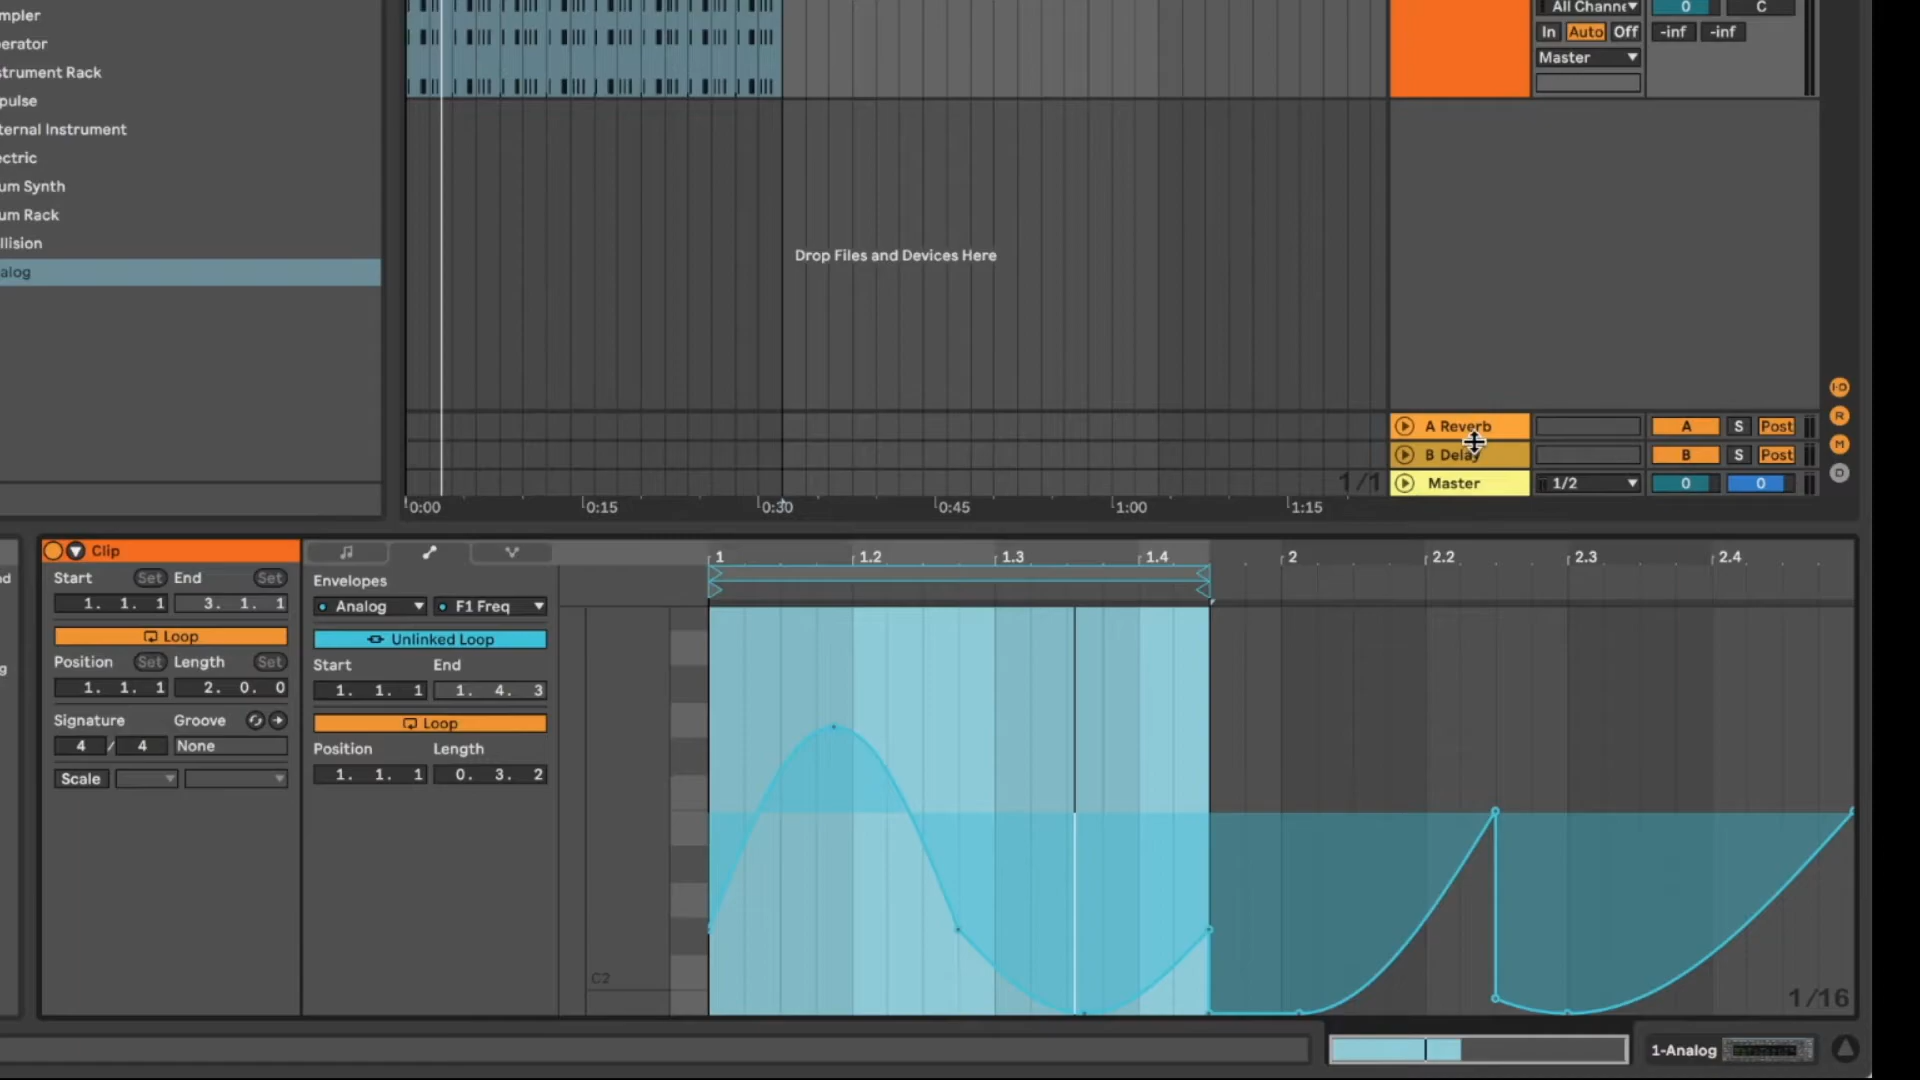 mpler
erator
strument Rack
pulse
ternal Instrument
ectric
um Synth
um Rack
llision
alog
All Channe
0
C
In
Auto
Off
-inf
-inf
Master
Drop Files and Devices Here
I·D
R
M
D
A Reverb
A
S
Post
B Delay
B
S
Post
1/1
Master
1/2
0
0
0:00
0:15
0:30
0:45
1:00
1:15
nd
g
Clip
Start
Set
End
Set
1. 1. 1
3. 1. 1
Loop
Position
Set
Length
Set
1. 1. 1
2. 0. 0
Signature
Groove
4 / 4
None
Scale
Envelopes
Analog
F1 Freq
Unlinked Loop
Start
End
1. 1. 1
1. 4. 3
Loop
Position
Length
1. 1. 1
0. 3. 2
1
1.2
1.3
1.4
2
2.2
2.3
2.4
C2
1/16
1-Analog